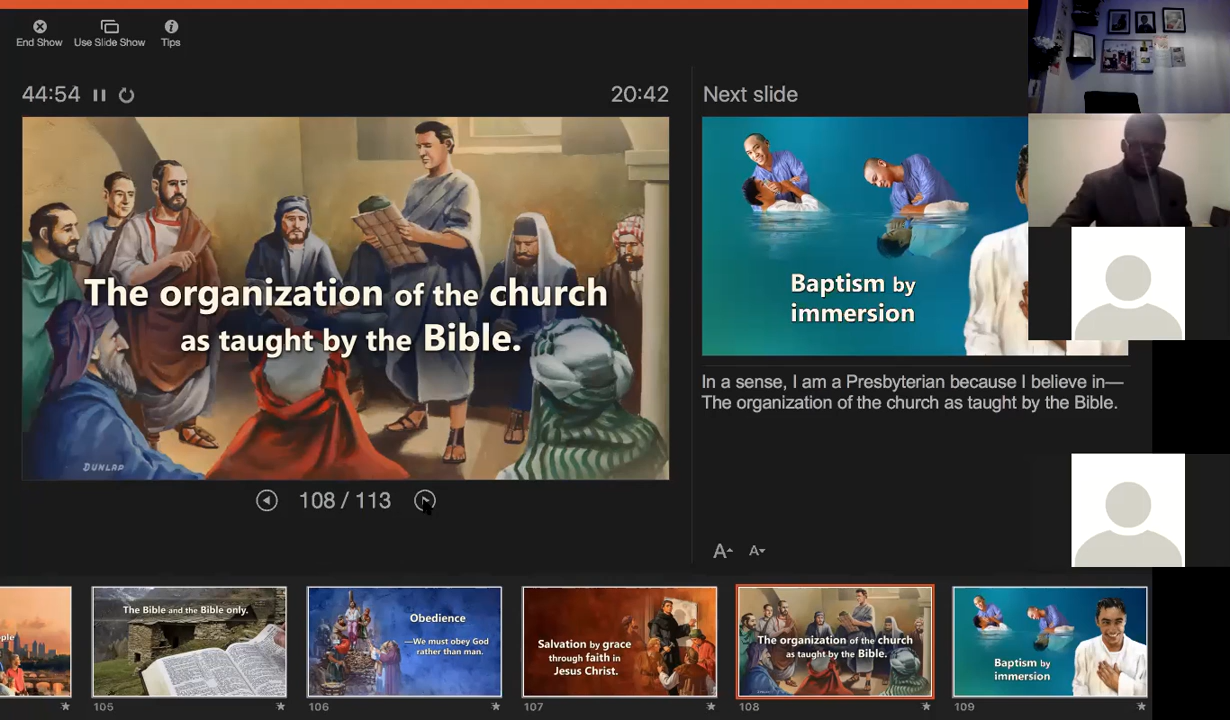 End Show
Use Slide Show
Tips
44:54
20:42
Next slide
The organization of the church
as taught by the Bible.
DUNLAP
108 / 113
Baptism by
immersion
In a sense, I am a Presbyterian because I believe in—
The organization of the church as taught by the Bible.
A
A
The Bible and the Bible only.
105
Obedience
—We must obey God
rather than man.
106
Salvation by grace
through faith in
Jesus Christ.
107
The organization of the church
as taught by the Bible.
108
Baptism by
immersion
109